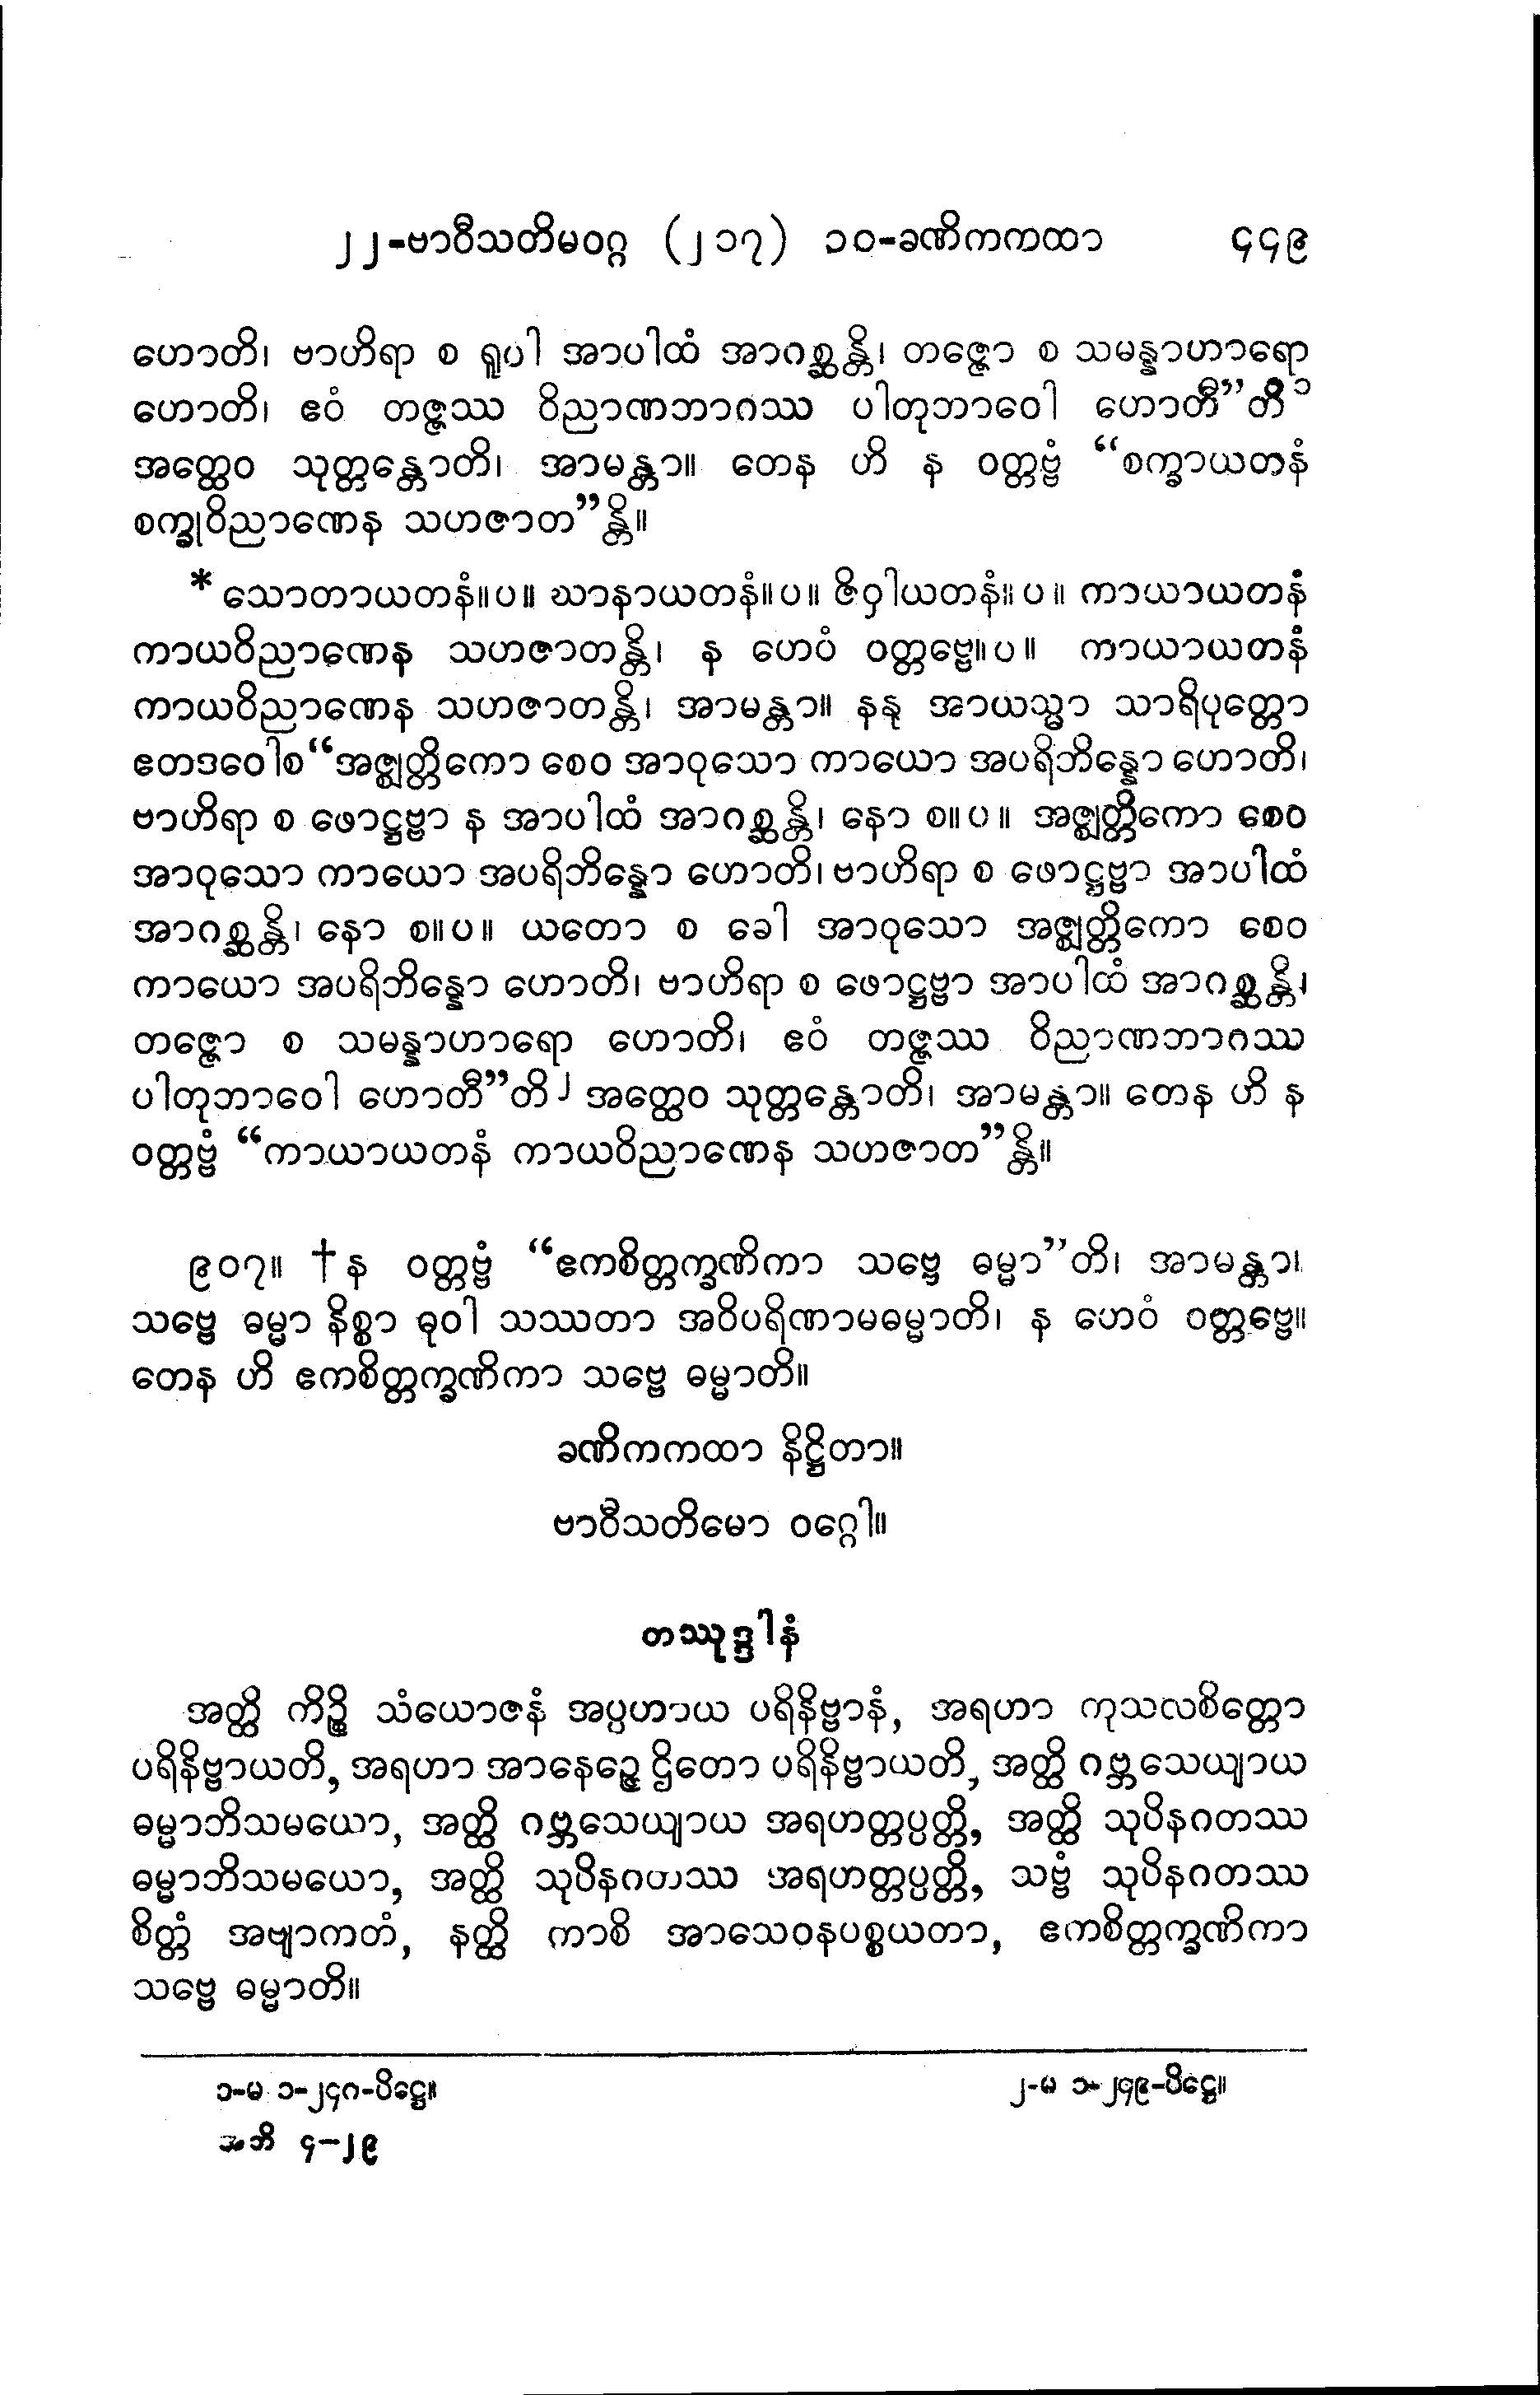 ၂၂-ဗာဝီသတိမဝဂ္ဂ (၂၁၇) ၁၀-ခဏိကကထာ ၄၄၉
ဟောတိ၊ ဗာဟိရာ စ ရူပါ အာပါထံ အာဂစ္ဆန္တိ၊ တဇ္ဇော စ သမန္နာဟာရော
ဟောတိ၊ ဧဝံ တဇ္ဇဿ ဝိညာဏဘာဂဿ ပါတုဘာဝေါ ဟောတီ”တိ၁
အတ္ထေဝ သုတ္တန္တောတိ၊ အာမန္တာ။ တေန ဟိ န ဝတ္တဗ္ဗံ “စက္ခာယတနံ
စက္ခုဝိညာဏေန သဟဇာတ”န္တိ။
* သောတာယတနံ။ပ။ ဃာနာယတနံ။ပ။ ဇိဝှါယတနံ။ပ။ ကာယာယတနံ
ကာယဝိညာဏေန သဟဇာတန္တိ၊ န ဟေဝံ ဝတ္တဗ္ဗေ။ပ။ ကာယာယတနံ
ကာယဝိညာဏေန သဟဇာတန္တိ၊ အာမန္တာ။ နနု အာယသ္မာ သာရိပုတ္တော
ဧတဒဝေါစ“အဇ္ဈတ္တိကော စေဝ အာဝုသော ကာယော အပရိဘိန္နော ဟောတိ၊
ဗာဟိရာ စ ဖောဋ္ဌဗ္ဗာ န အာပါထံ အာဂစ္ဆန္တိ၊ နော စ။ပ။ အဇ္ဈတ္တိကော စေဝ
အာဝုသော ကာယော အပရိဘိန္နော ဟောတိ၊ ဗာဟိရာ စ ဖောဋ္ဌဗ္ဗာ အာပါထံ
အာဂစ္ဆန္တိ၊ နော စ။ပ။ ယတော စ ခေါ အာဝုသော အဇ္ဈတ္တိကော စေဝ
ကာယော အပရိဘိန္နော ဟောတိ၊ ဗာဟိရာ စ ဖောဋ္ဌဗ္ဗာ အာပါထံ အာဂစ္ဆန္တိ၊
တဇ္ဇော စ သမန္နာဟာရော ဟောတိ၊ ဧဝံ တဇ္ဇဿ ဝိညာဏဘာဂဿ
ပါတုဘာဝေါ ဟောတီ”တိ၂ အတ္ထေဝ သုတ္တန္တောတိ၊ အာမန္တာ။ တေန ဟိ န
ဝတ္တဗ္ဗံ “ကာယာယတနံ ကာယဝိညာဏေန သဟဇာတ”န္တိ။
၉၀၇။ †န ဝတ္တဗ္ဗံ “ဧကစိတ္တက္ခဏိကာ သဗ္ဗေ ဓမ္မာ”တိ၊ အာမန္တာ၊
သဗ္ဗေ ဓမ္မာ နိစ္စာ ဓုဝါ သဿတာ အဝိပရိဏာမဓမ္မာတိ၊ န ဟေဝံ ဝတ္တဗ္ဗေ။
တေန ဟိ ဧကစိတ္တက္ခဏိကာ သဗ္ဗေ ဓမ္မာတိ။
ခဏိကကထာ နိဋ္ဌိတာ။
ဗာဝီသတိမော ဝဂ္ဂေါ။
တဿုဒ္ဒါနံ
အတ္ထိ ကိဉ္စိ သံယောဇနံ အပ္ပဟာယ ပရိနိဗ္ဗာနံ, အရဟာ ကုသလစိတ္တော
ပရိနိဗ္ဗာယတိ, အရဟာ အာနေဉ္ဇေ ဌိတော ပရိနိဗ္ဗာယတိ, အတ္ထိ ဂဗ္ဘသေယျာယ
ဓမ္မာဘိသမယော, အတ္ထိ ဂဗ္ဘသေယျာယ အရဟတ္တပ္ပတ္တိ, အတ္ထိ သုပိနဂတဿ
ဓမ္မာဘိသမယော, အတ္ထိ သုပိနဂတဿ အရဟတ္တပ္ပတ္တိ, သဗ္ဗံ သုပိနဂတဿ
စိတ္တံ အဗျာကတံ, နတ္ထိ ကာစိ အာသေဝနပစ္စယတာ, ဧကစိတ္တက္ခဏိကာ
သဗ္ဗေ ဓမ္မာတိ။
၁-မ ၁-၂၄၈-ပိဋ္ဌေ။ ၂-မ ၁-၂၄၉-ပိဋ္ဌေ။
အဘိ ၄-၂၉